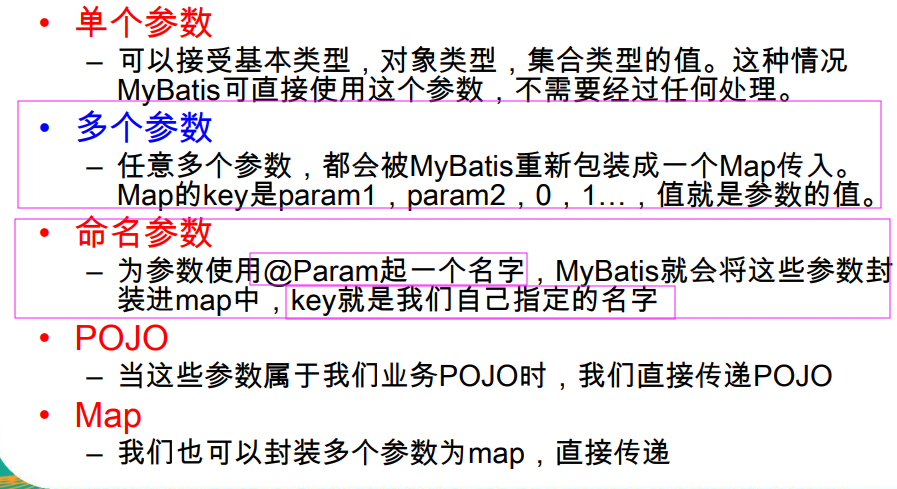 • 单个参数
– 可以接受基本类型，对象类型，集合类型的值。这种情况
MyBatis可直接使用这个参数，不需要经过任何处理。
• 多个参数
– 任意多个参数，都会被MyBatis重新包装成一个Map传入。
Map的key是param1，param2，0，1…，值就是参数的值。
• 命名参数
– 为参数使用@Param起一个名字，MyBatis就会将这些参数封
装进map中，key就是我们自己指定的名字
• POJO
– 当这些参数属于我们业务POJO时，我们直接传递POJO
• Map
– 我们也可以封装多个参数为map，直接传递